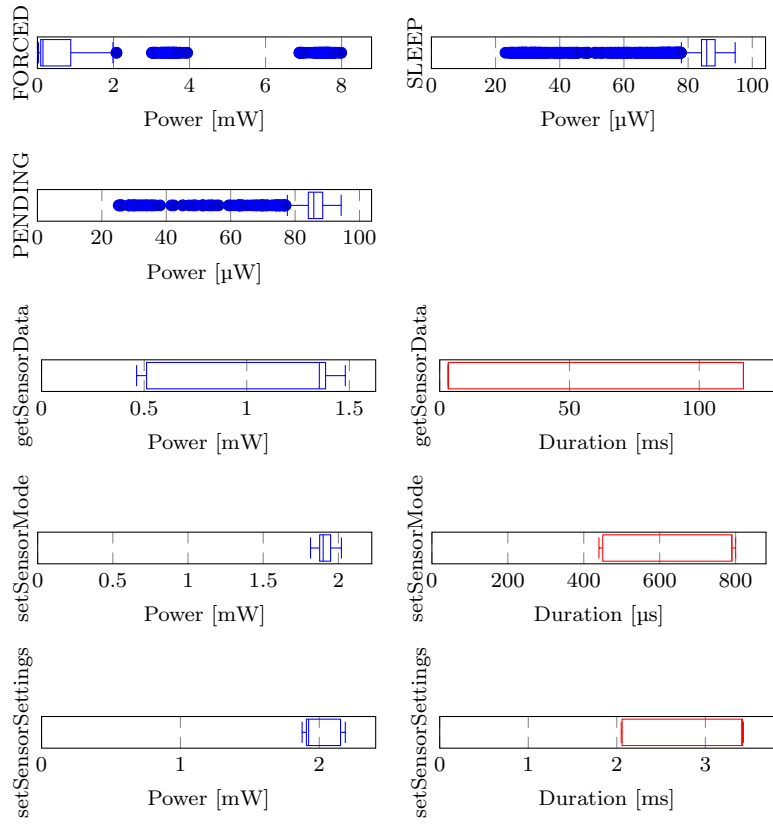 FORCED
0 2 4 6 8
Power [mW]
SLEEP
0 20 40 60 80 100
Power [µW]
PENDING
0 20 40 60 80 100
Power [µW]
getSensorData
0 0.5 1 1.5
Power [mW]
getSensorData
0 50 100
Duration [ms]
setSensorMode
0 0.5 1 1.5 2
Power [mW]
setSensorMode
0 200 400 600 800
Duration [µs]
setSensorSettings
0 1 2
Power [mW]
setSensorSettings
0 1 2 3
Duration [ms]